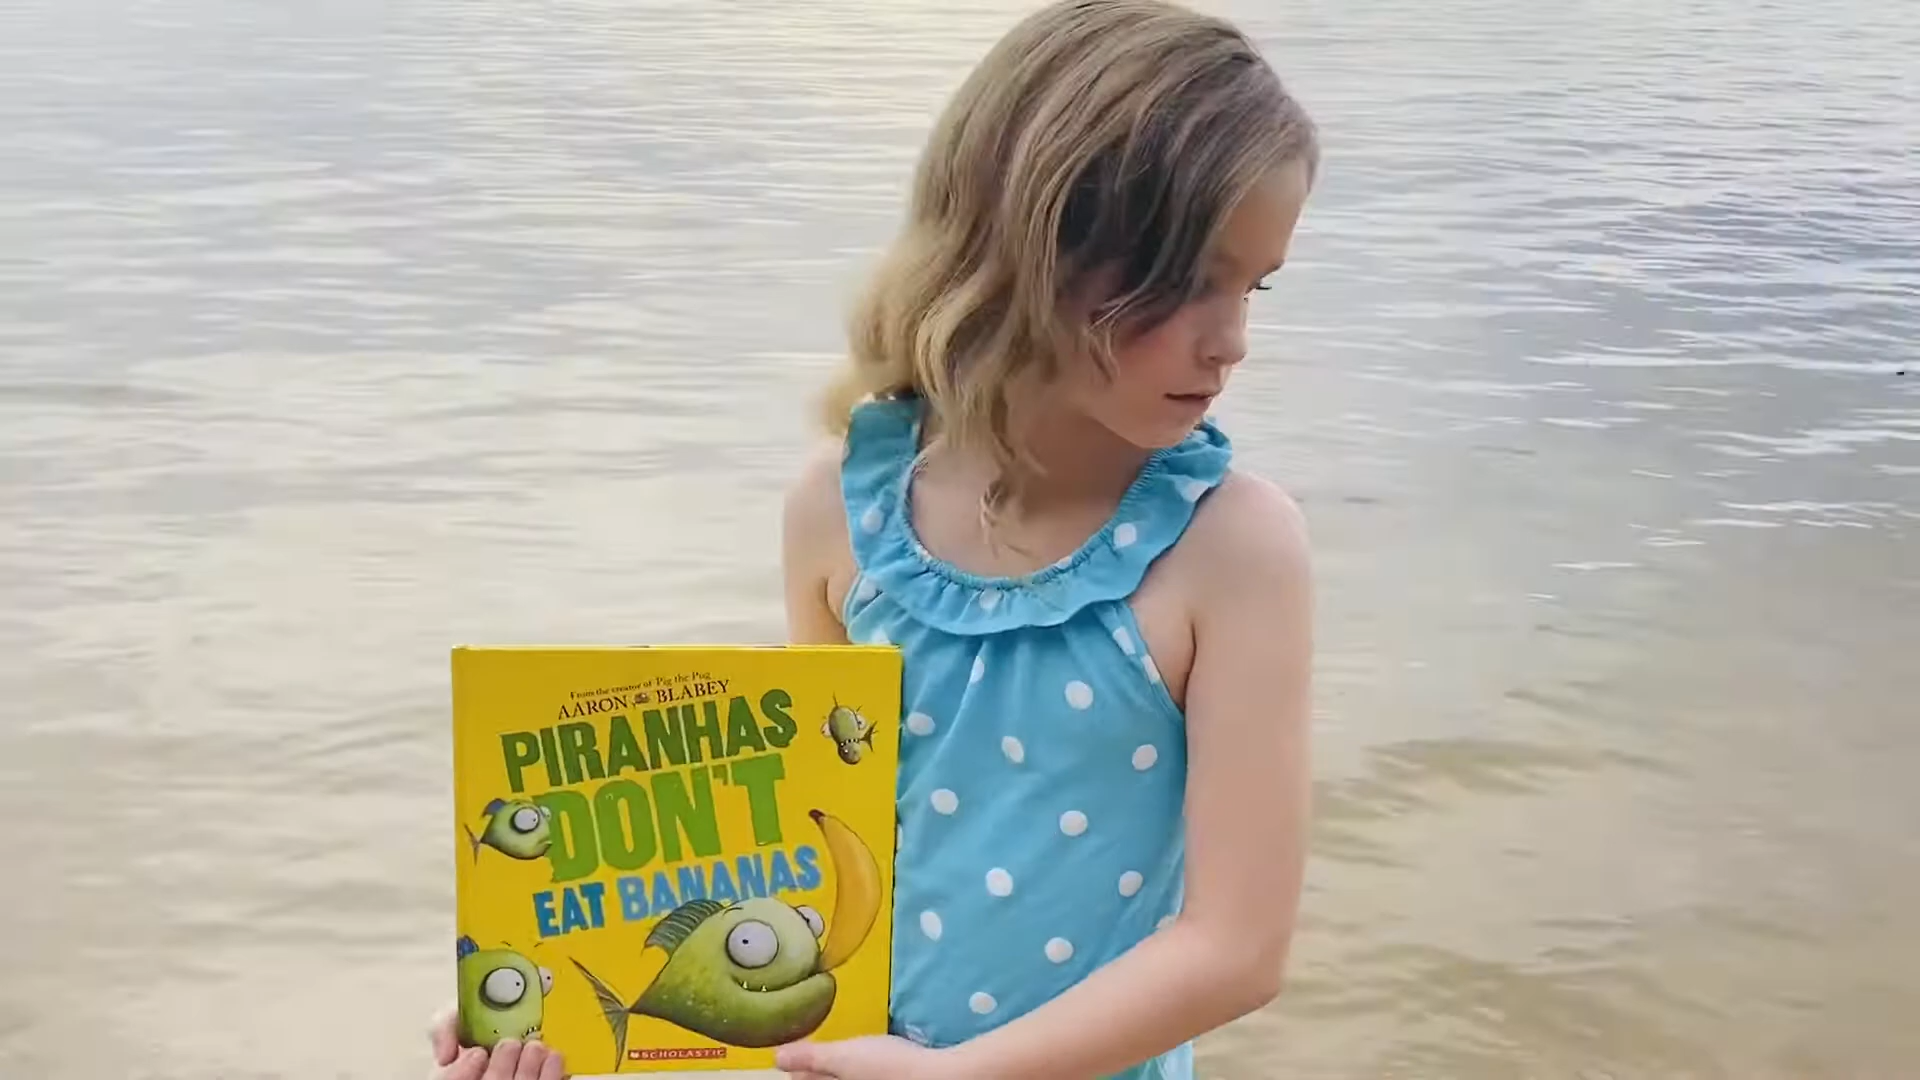 From the creator of Pig the Pug
AARON BLABEY
PIRANHAS
DON'T
EAT BANANAS
SCHOLASTIC